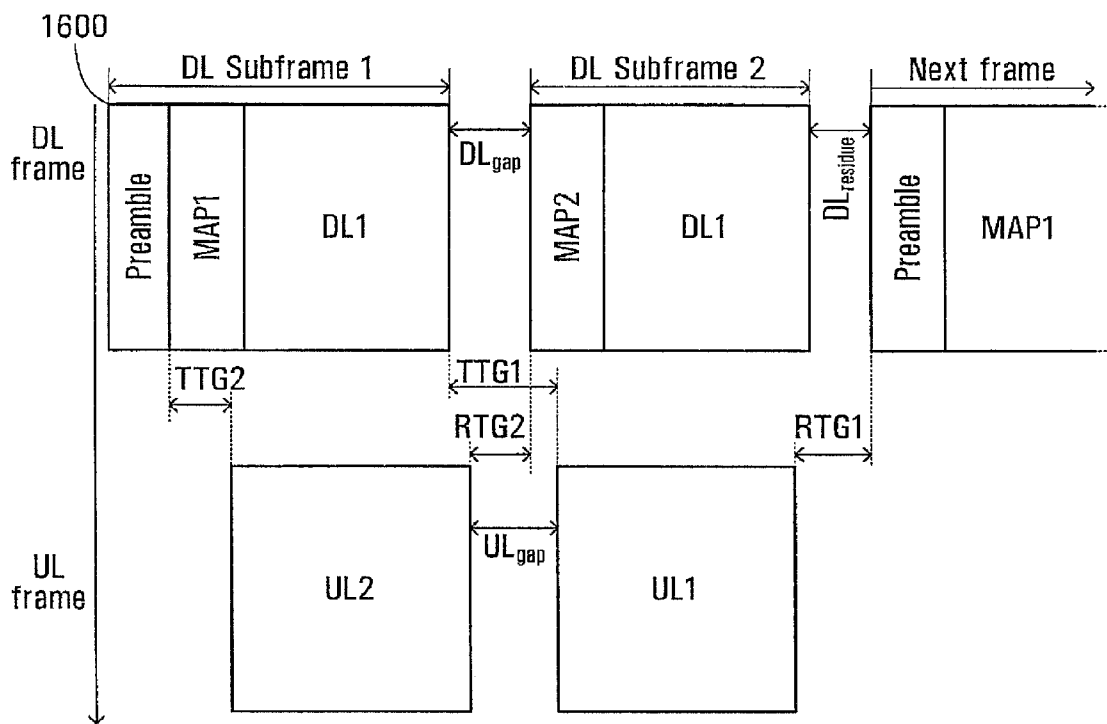 1600
DL Subframe 1
DL Subframe 2
Next frame
DL
frame
Preamble
MAP1
DL1
DLgap
MAP2
DL1
DLresidue
Preamble
MAP1
TTG2
TTG1
RTG2
RTG1
UL
frame
UL2
ULgap
UL1